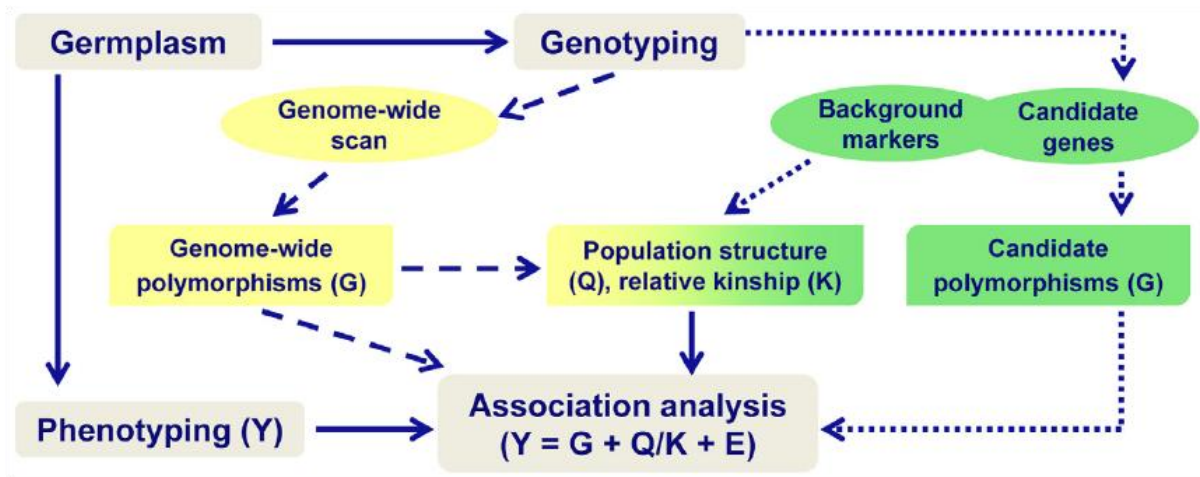 Germplasm
Genotyping
Genome-wide
scan
Background
markers
Candidate
genes
Genome-wide
polymorphisms (G)
Population structure
(Q), relative kinship (K)
Candidate
polymorphisms (G)
Phenotyping (Y)
Association analysis
(Y = G + Q/K + E)